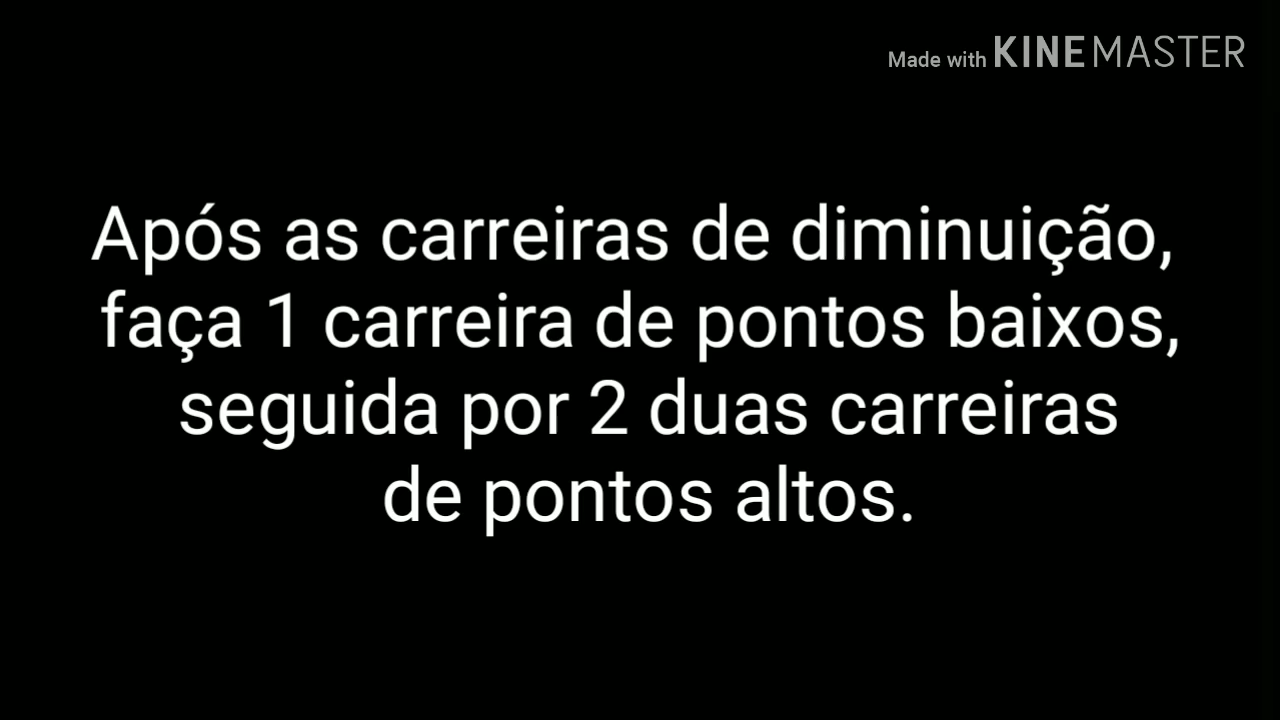 Made with KINEMASTER
Após as carreiras de diminuição,
faça 1 carreira de pontos baixos,
seguida por 2 duas carreiras
de pontos altos.